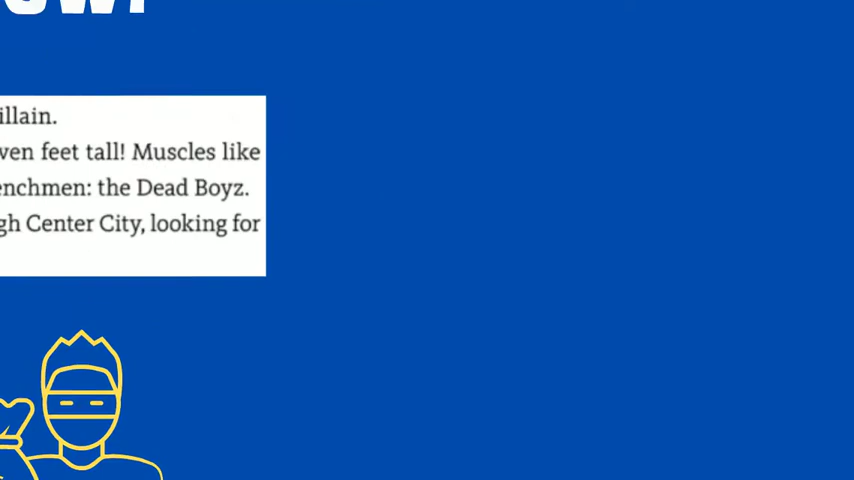 illain.
ven feet tall! Muscles like
enchmen: the Dead Boyz.
gh Center City, looking for